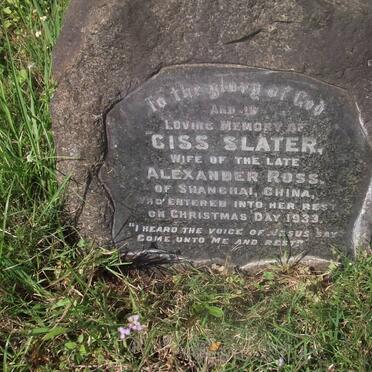 To the glory of God
AND IN
LOVING MEMORY OF
CISS SLATER,
WIFE OF THE LATE
ALEXANDER ROSS
OF SHANGHAI, CHINA,
WHO ENTERED INTO HER REST
ON CHRISTMAS DAY 1933.
"I HEARD THE VOICE OF JESUS SAY
COME UNTO ME AND REST."